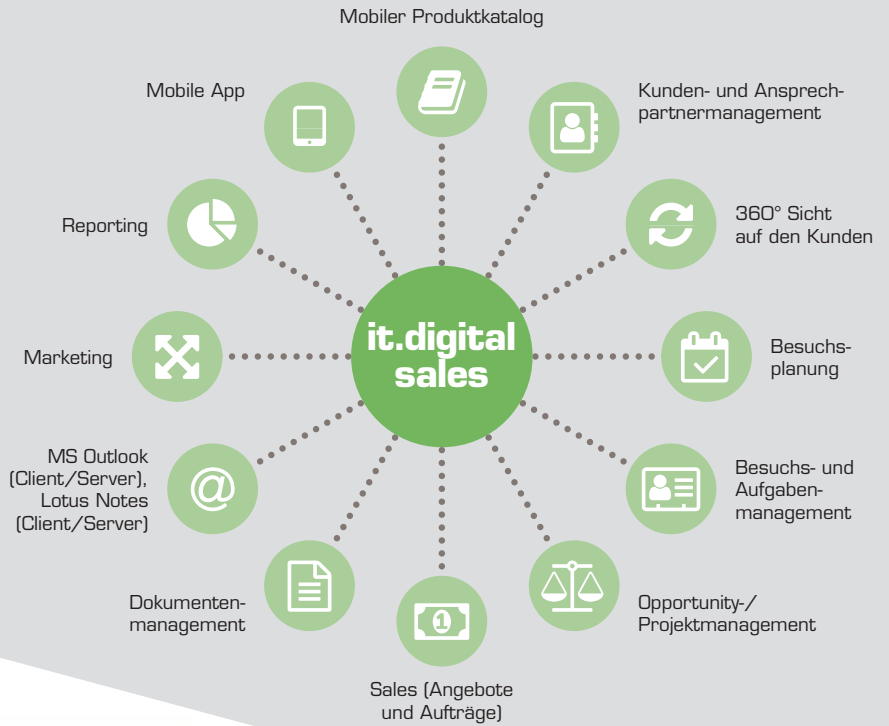 Mobiler Produktkatalog
Mobile App
Kunden- und Ansprech-
partnermanagement
Reporting
360° Sicht
auf den Kunden
it.digital
sales
Marketing
Besuchs-
planung
MS Outlook
(Client/Server),
Lotus Notes
(Client/Server)
@
Besuchs- und
Aufgaben-
management
Dokumenten-
management
Opportunity-/
Projektmanagement
1
Sales (Angebote
und Aufträge)